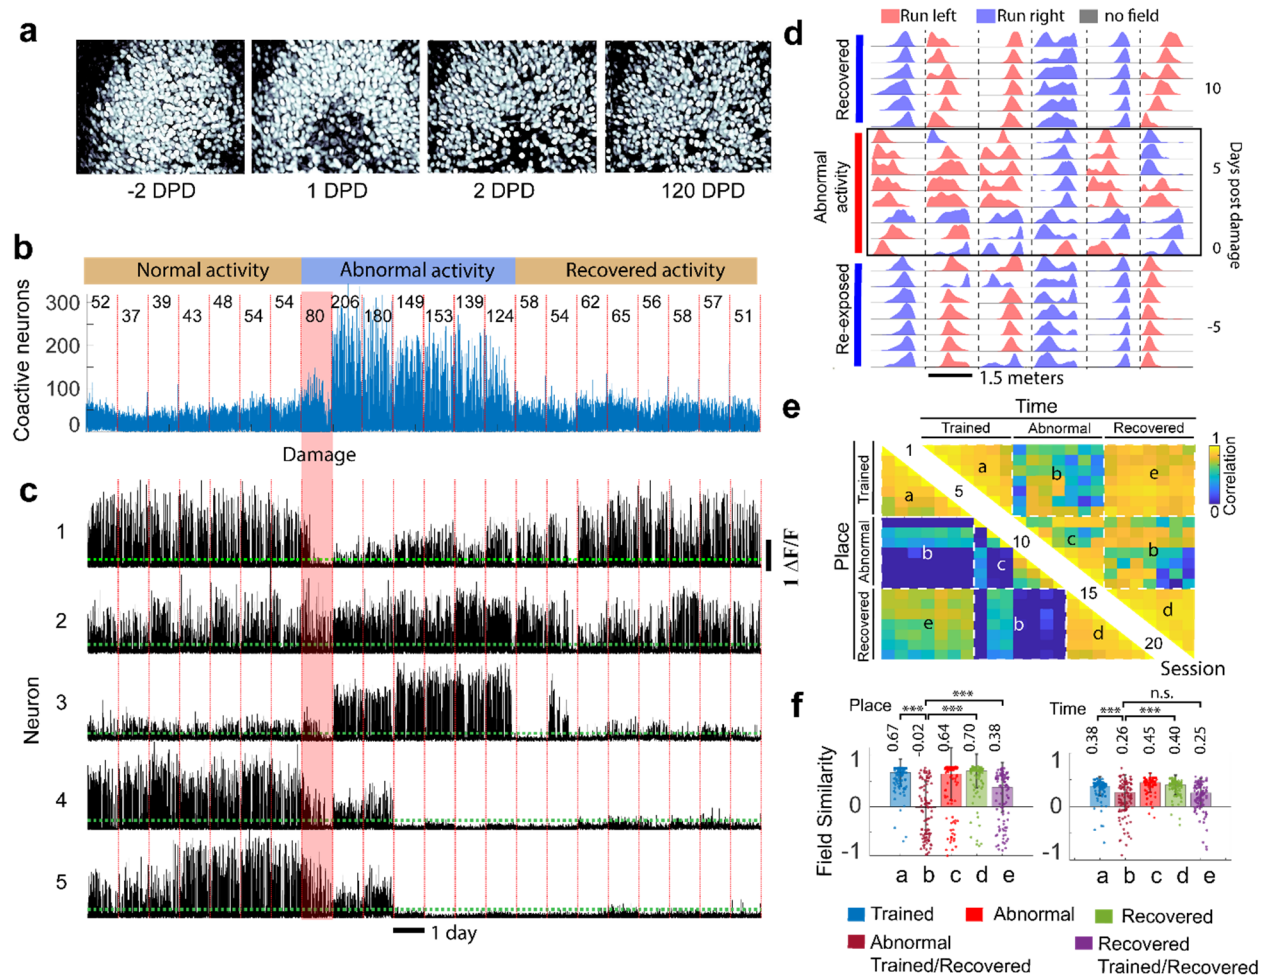 a
-2 DPD
1 DPD
2 DPD
120 DPD
b
Normal activity
Abnormal activity
Recovered activity
Coactive neurons
300
200
100
0
52 39 48 54 206 149 139 58 62 56 57
37 43 54 80 180 153 124 54 65 58 51
Damage
c
Neuron
1
2
3
4
5
1 ΔF/F
1 day
d
Run left
Run right
no field
Recovered
Abnormal activity
Re-exposed
10
5
0
-5
Days post damage
1.5 meters
e
Time
Trained
Abnormal
Recovered
Place
Trained
Abnormal
Recovered
1
5
10
15
20
a
b
e
a
b
c
c
b
e
b
d
d
Session
1
0
Correlation
f
Place
***
***
***
0.67
-0.02
0.64
0.70
0.38
Field Similarity
1
0
-1
a b c d e
Time
n.s.
***
***
0.38
0.26
0.45
0.40
0.25
1
0
-1
a b c d e
Trained
Abnormal
Recovered
Abnormal
Trained/Recovered
Recovered
Trained/Recovered